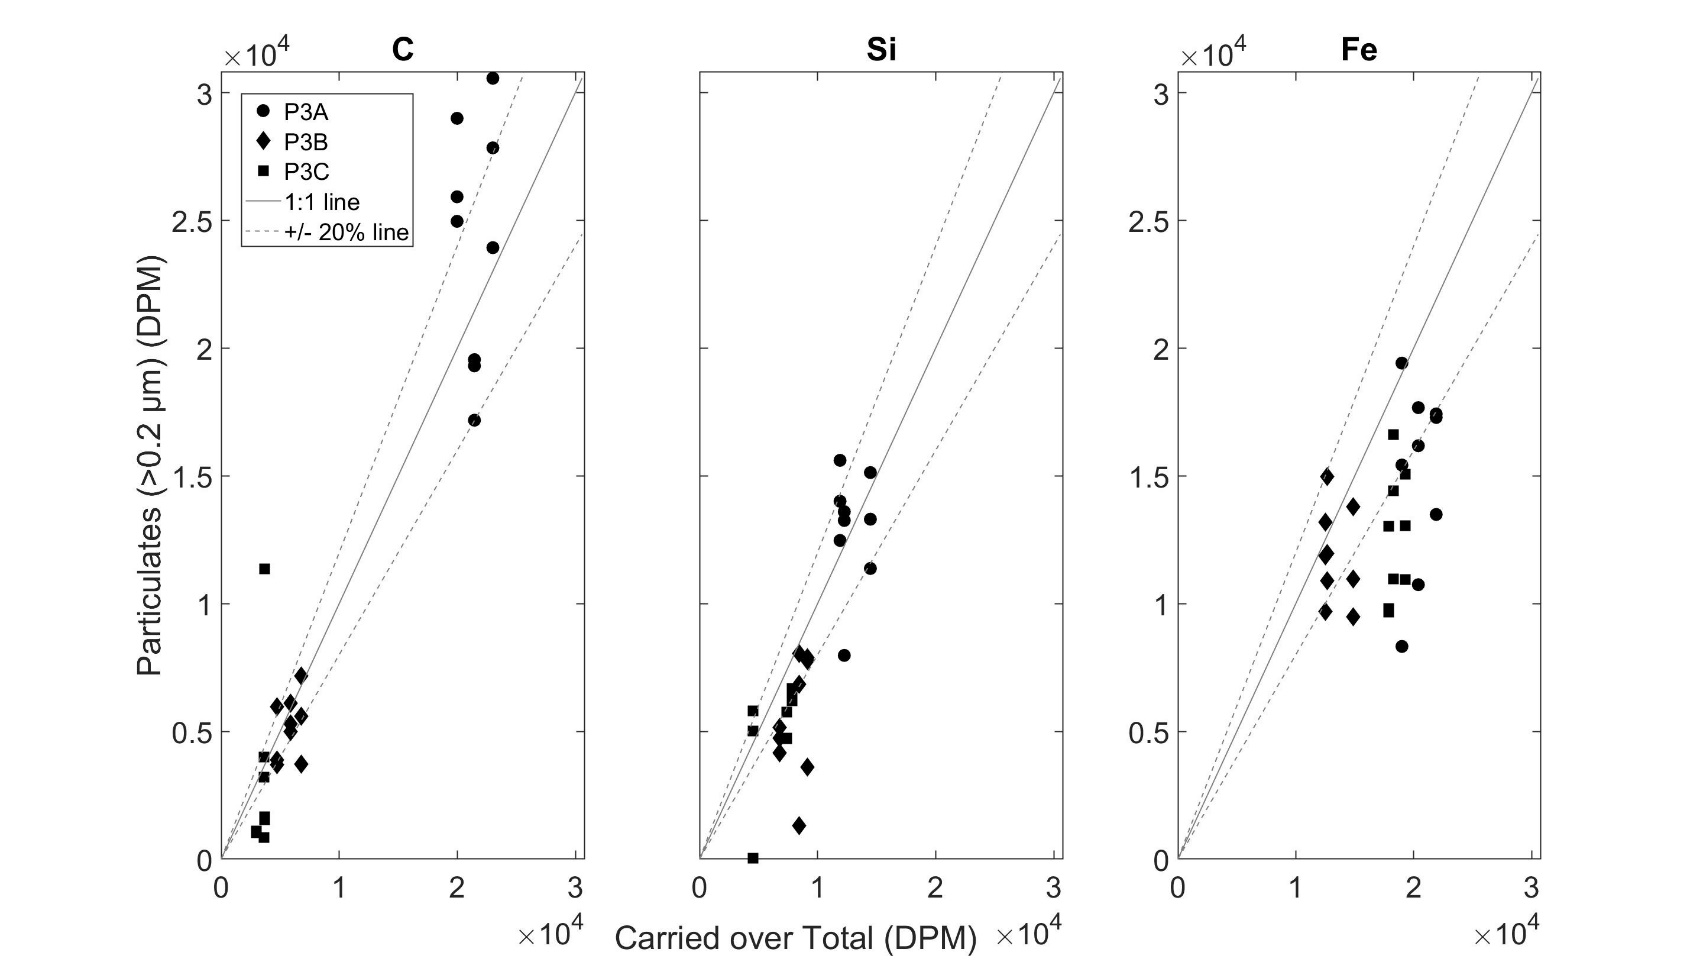 C
Si
Fe
×10⁴
×10⁴
3
2.5
2
1.5
1
0.5
0
P3A
P3B
P3C
1:1 line
+/- 20% line
3
2.5
2
1.5
1
0.5
0
Particulates (>0.2 µm) (DPM)
0 1 2 3
0 1 2 3
0 1 2 3
×10⁴
Carried over Total (DPM)
×10⁴
×10⁴